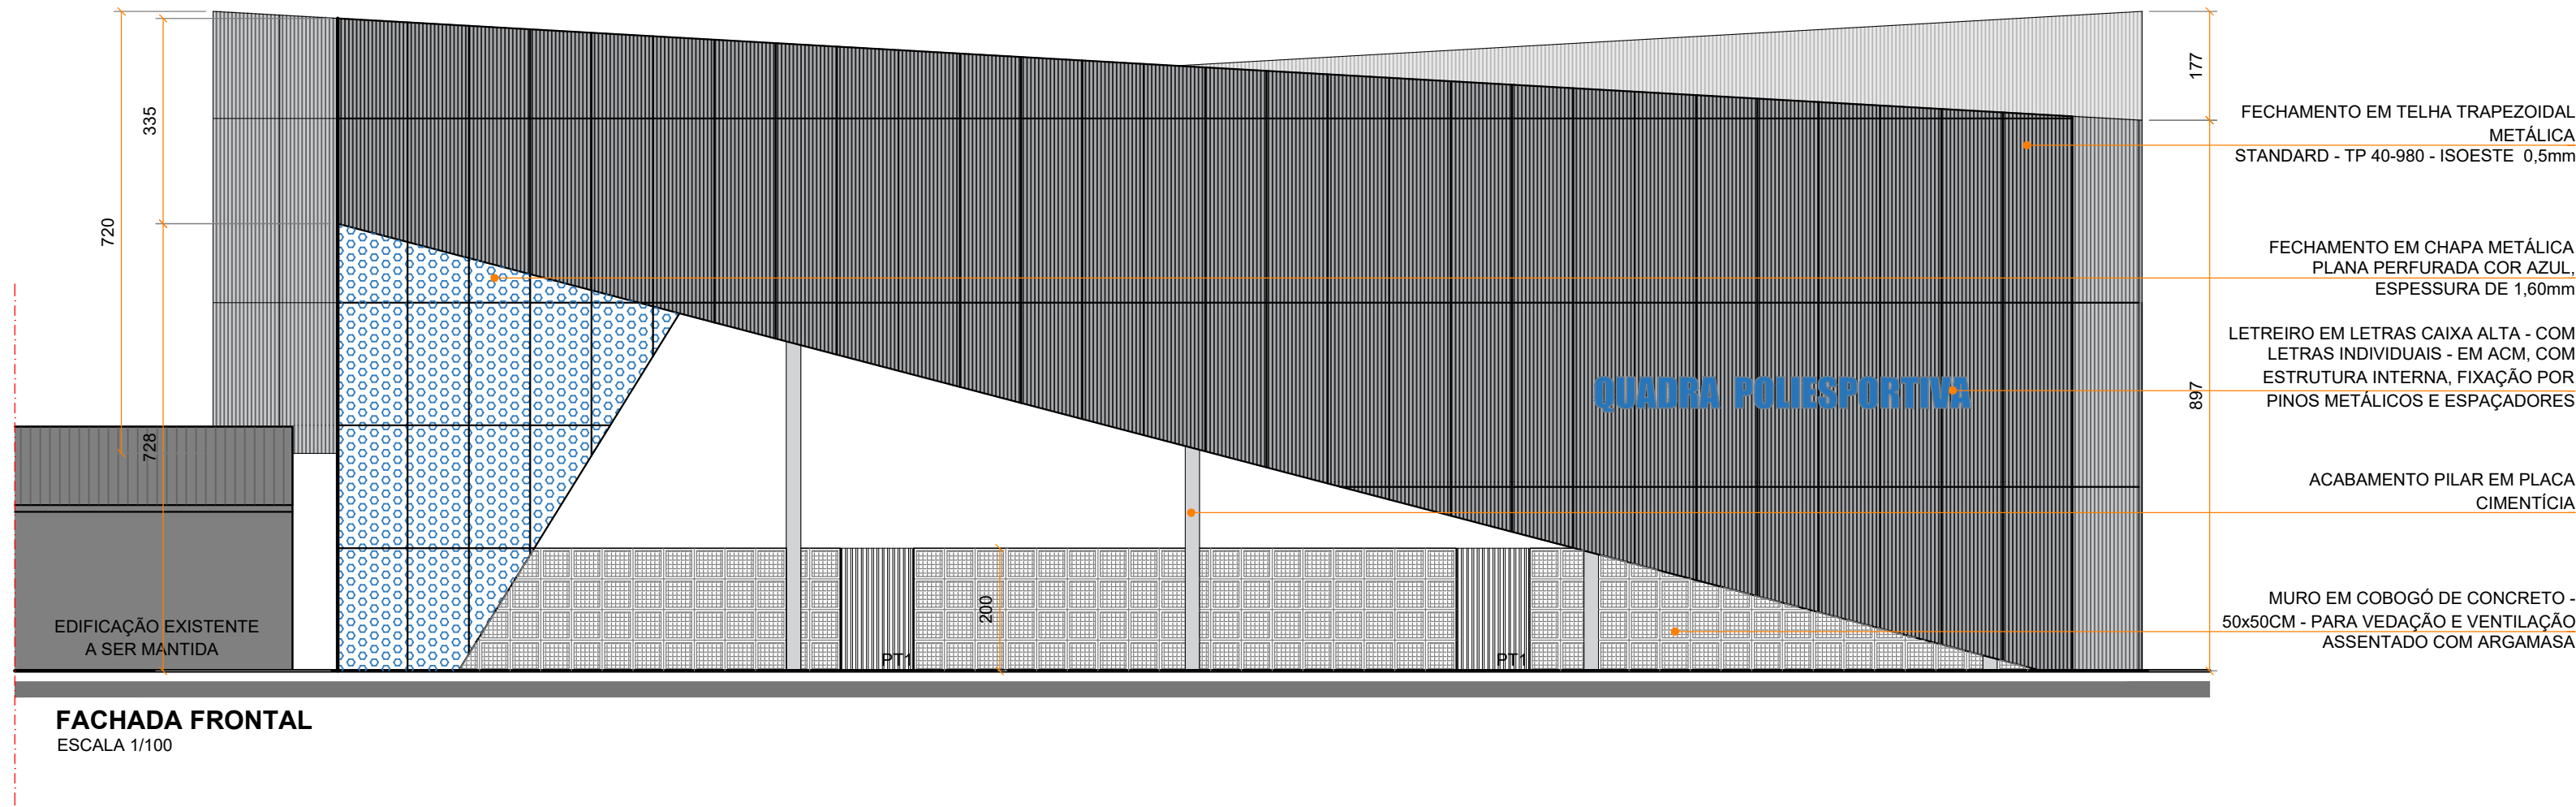 177
FECHAMENTO EM TELHA TRAPEZOIDAL
METÁLICA
STANDARD - TP 40-980 - ISOESTE 0,5mm
335
720
FECHAMENTO EM CHAPA METÁLICA
PLANA PERFURADA COR AZUL,
ESPESSURA DE 1,60mm
LETREIRO EM LETRAS CAIXA ALTA - COM
LETRAS INDIVIDUAIS - EM ACM, COM
ESTRUTURA INTERNA, FIXAÇÃO POR
PINOS METÁLICOS E ESPAÇADORES
QUADRA POLIESPORTIVA
897
728
ACABAMENTO PILAR EM PLACA
CIMENTÍCIA
200
MURO EM COBOGÓ DE CONCRETO -
50x50CM - PARA VEDAÇÃO E VENTILAÇÃO
ASSENTADO COM ARGAMASA
EDIFICAÇÃO EXISTENTE
A SER MANTIDA
PT1
PT1
FACHADA FRONTAL
ESCALA 1/100